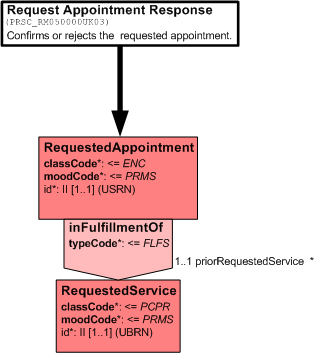 Request Appointment Response
(PRSC_RM050000UK03)
Confirms or rejects the requested appointment.
RequestedAppointment
classCode*: <= ENC
moodCode*: <= PRMS
id*: II [1..1] (USRN)
inFulfillmentOf
typeCode*: <= FLFS
1..1 priorRequestedService *
RequestedService
classCode*: <= PCPR
moodCode*: <= PRMS
id*: II [1..1] (UBRN)